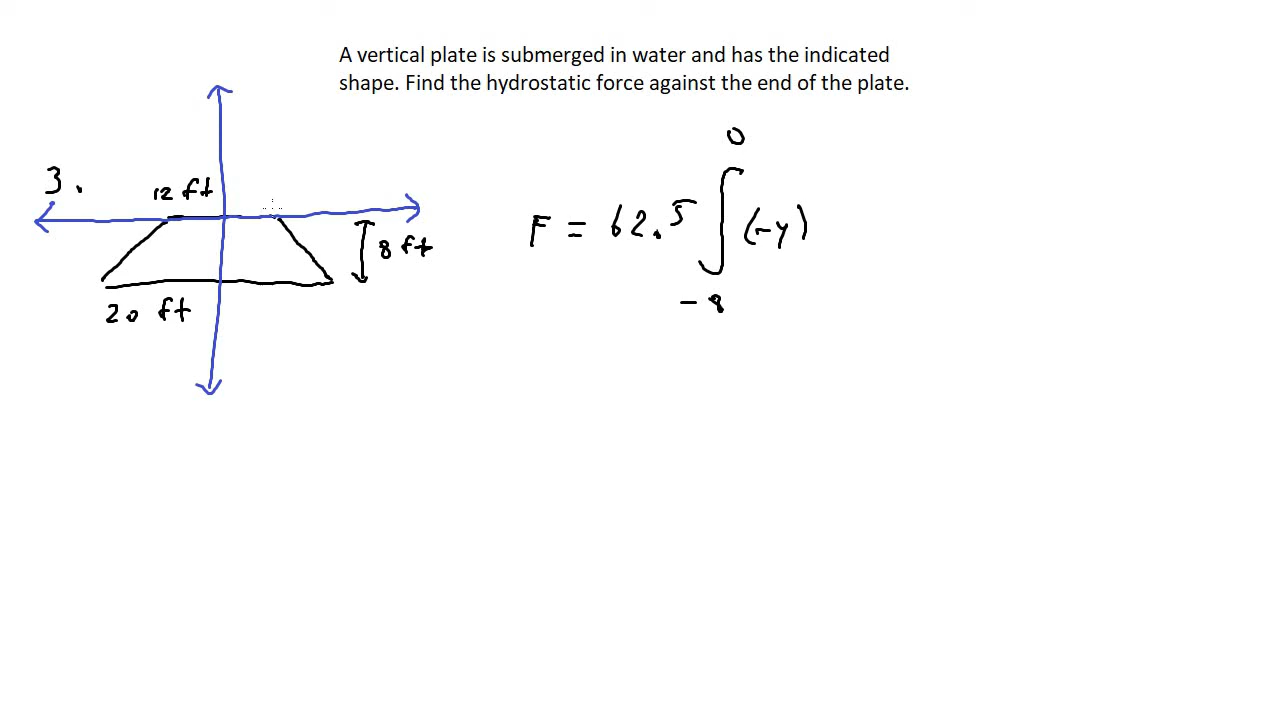 A vertical plate is submerged in water and has the indicated
shape. Find the hydrostatic force against the end of the plate.
3.
12 ft
8 ft
20 ft
0
F = 62.5 ∫ (-y)
-8